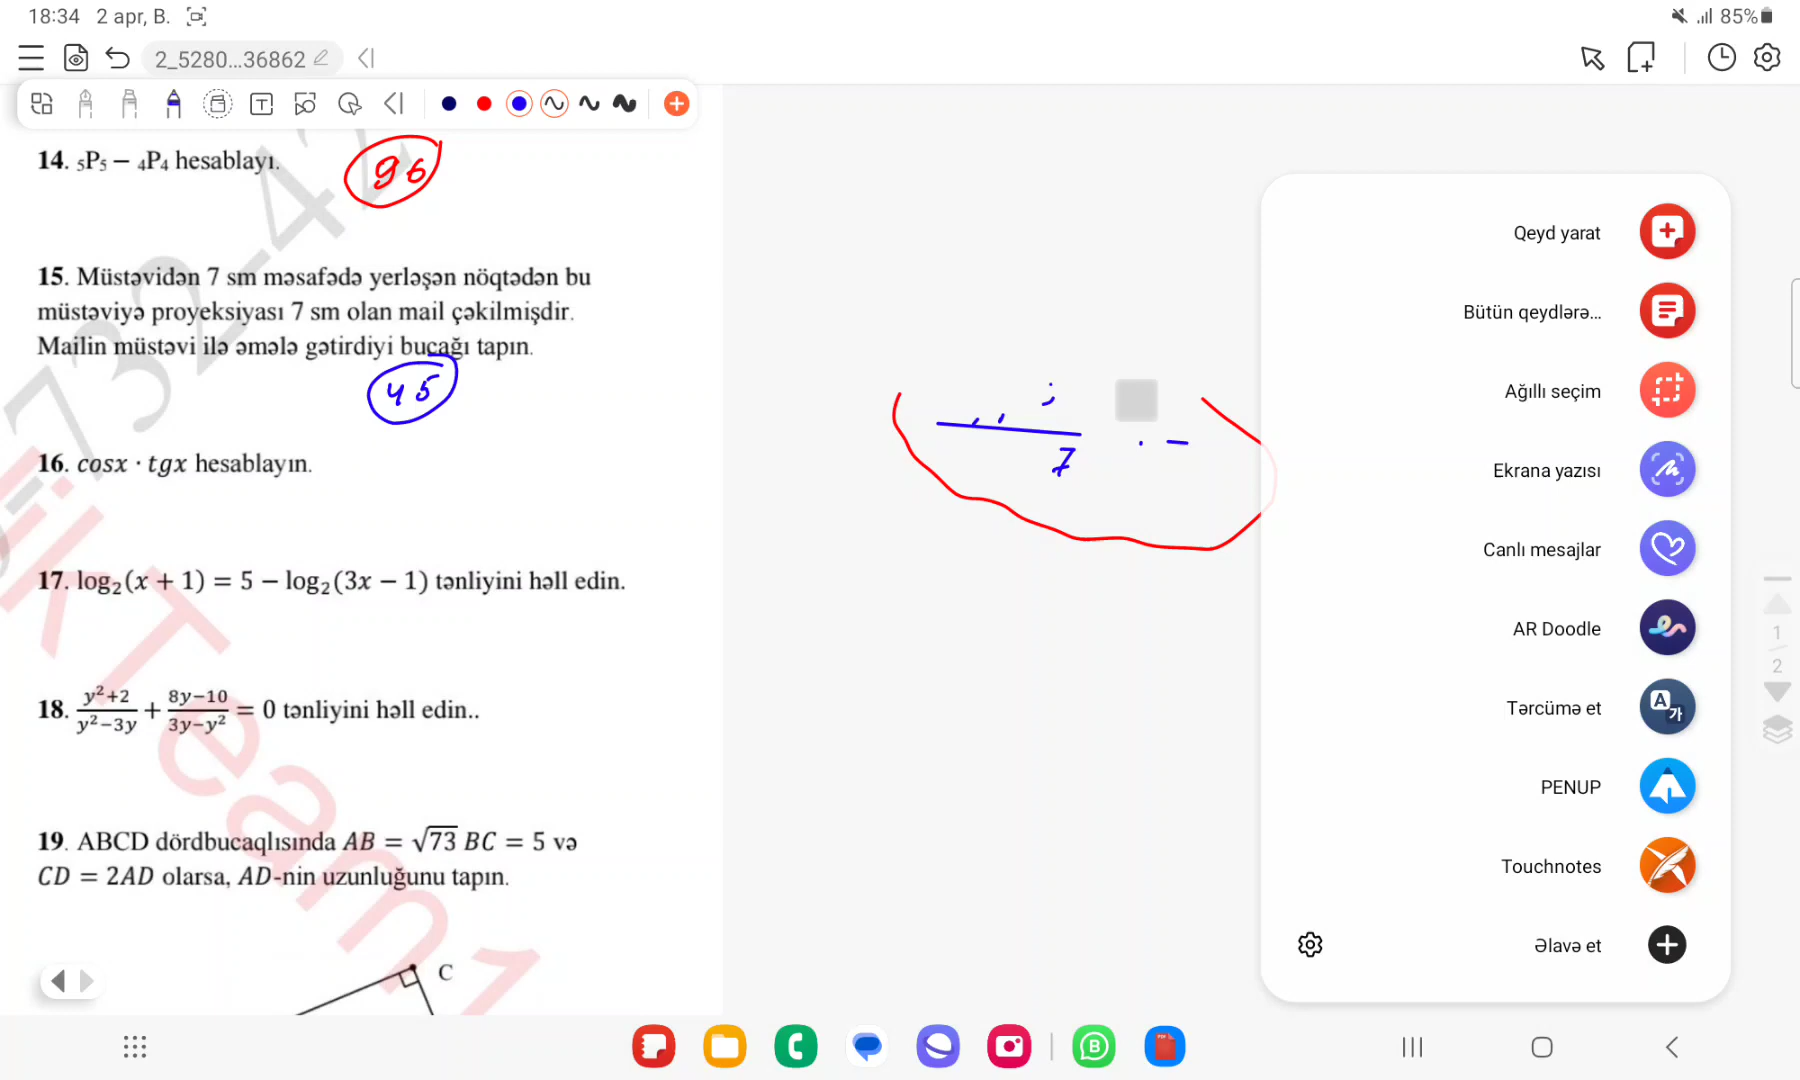 18:34 2 apr, B. 85%
2_5280...36862
14. ₅P₅ − ₄P₄ hesablayı.
96
15. Müstəvidən 7 sm məsafədə yerləşən nöqtədən bu
müstəviyə proyeksiyası 7 sm olan mail çəkilmişdir.
Mailin müstəvi ilə əmələ gətirdiyi bucağı tapın.
45
16. cosx · tgx hesablayın.
17. log₂(x + 1) = 5 − log₂(3x − 1) tənliyini həll edin.
18. (y²+2)/(y²−3y) + (8y−10)/(3y−y²) = 0 tənliyini həll edin..
19. ABCD dördbucaqlısında AB = √73 BC = 5 və
CD = 2AD olarsa, AD-nin uzunluğunu tapın.
C
7
Qeyd yarat
Bütün qeydlərə...
Ağıllı seçim
Ekrana yazısı
Canlı mesajlar
AR Doodle
Tərcümə et
PENUP
Touchnotes
Əlavə et
1
2